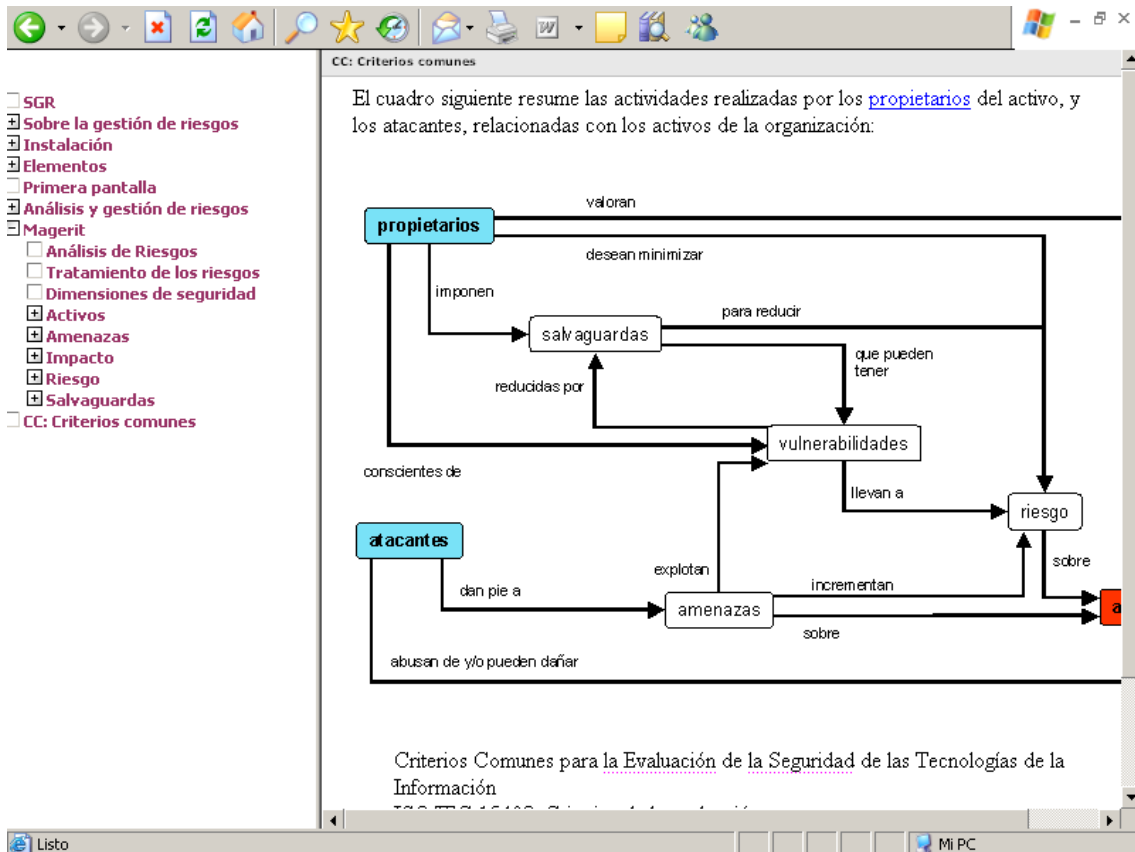 CC: Criterios comunes
SGR
Sobre la gestión de riesgos
Instalación
Elementos
Primera pantalla
Análisis y gestión de riesgos
Magerit
Análisis de Riesgos
Tratamiento de los riesgos
Dimensiones de seguridad
Activos
Amenazas
Impacto
Riesgo
Salvaguardas
CC: Criterios comunes
El cuadro siguiente resume las actividades realizadas por los propietarios del activo, y
los atacantes, relacionadas con los activos de la organización:
valoran
propietarios
desean minimizar
imponen
para reducir
salvaguardas
que pueden
tener
reducidas por
vulnerabilidades
conscientes de
llevan a
riesgo
atacantes
sobre
explotan
dan pie a
incrementan
amenazas
a
sobre
abusan de y/o pueden dañar
Criterios Comunes para la Evaluación de la Seguridad de las Tecnologías de la
Información
Listo
Mi PC